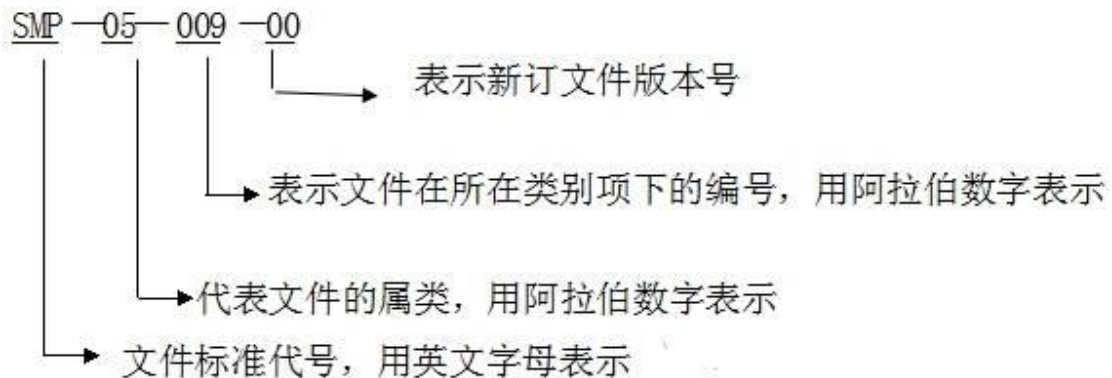 SMP—05—009—00
表示新订文件版本号
表示文件在所在类别项下的编号，用阿拉伯数字表示
代表文件的属类，用阿拉伯数字表示
文件标准代号，用英文字母表示